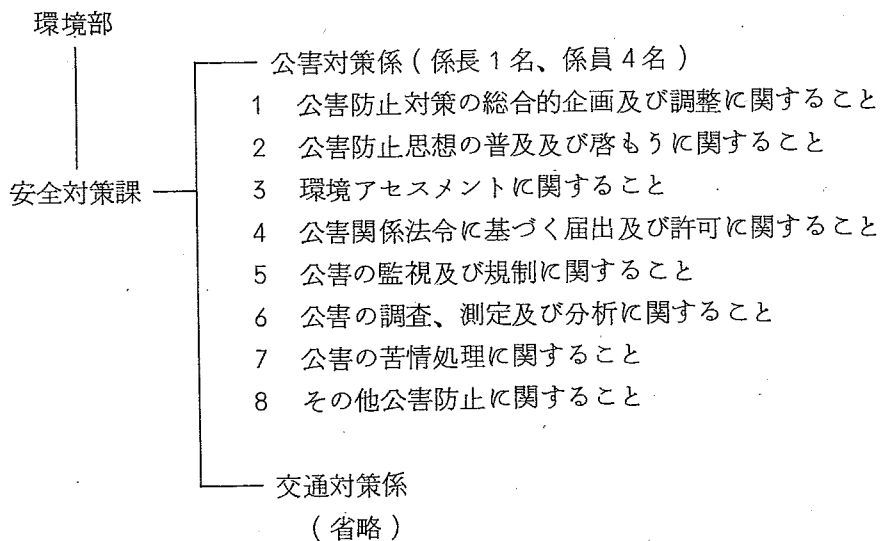 環境部
公害対策係(係長1名、係員4名)
1 公害防止対策の総合的企画及び調整に関すること
2 公害防止思想の普及及び啓もうに関すること
安全対策課
3 環境アセスメントに関すること
4 公害関係法令に基づく届出及び許可に関すること
5 公害の監視及び規制に関すること
6 公害の調査、測定及び分析に関すること
7 公害の苦情処理に関すること
8 その他公害防止に関すること
交通対策係
(省略)